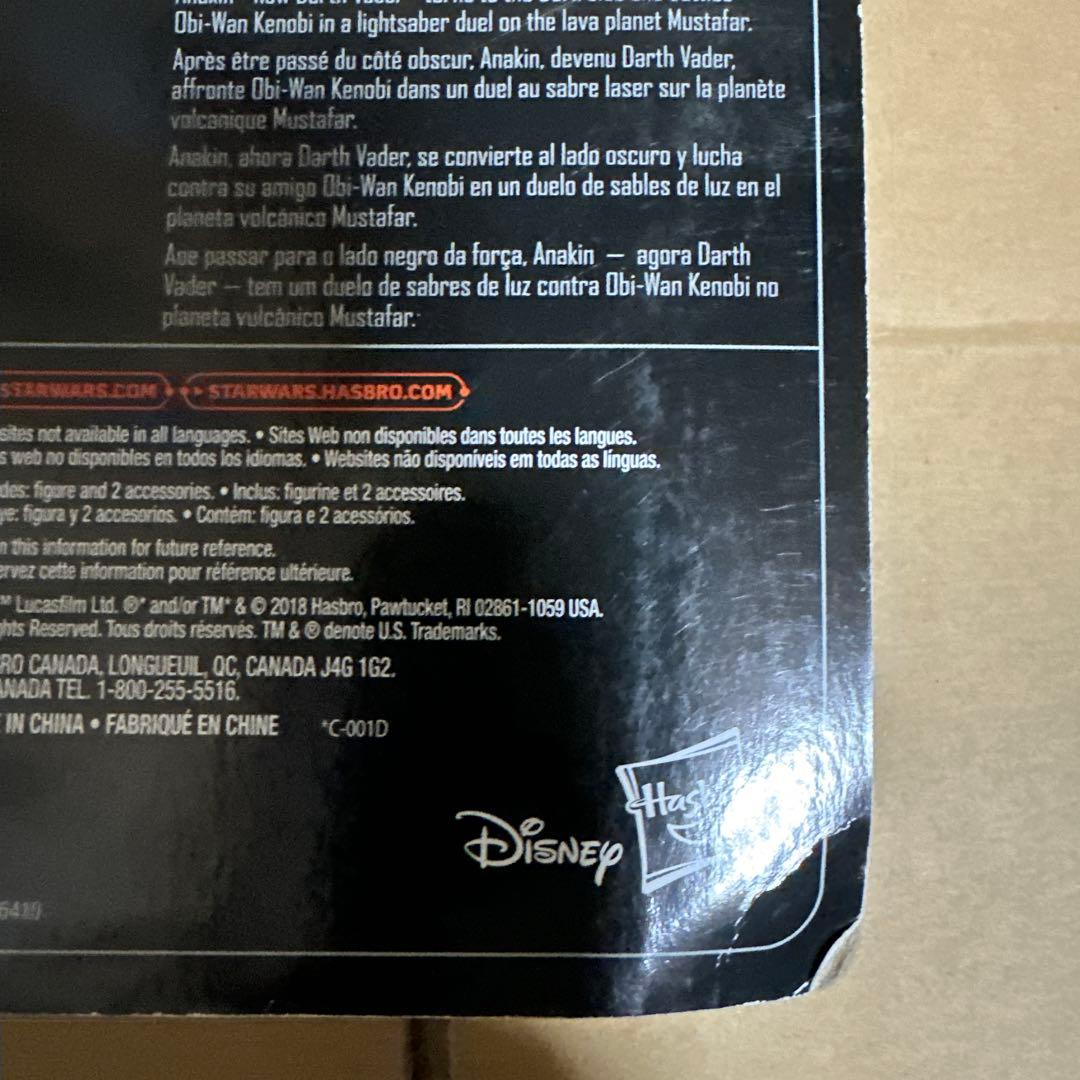 Obi-Wan Kenobi in a lightsaber duel on the lava planet Mustafar.
Après être passé du côté obscur, Anakin, devenu Darth Vader,
affronte Obi-Wan Kenobi dans un duel au sabre laser sur la planète
volcanique Mustafar.
Anakin, ahora Darth Vader, se convierte al lado oscuro y lucha
contra su amigo Obi-Wan Kenobi en un duelo de sables de luz en el
planeta volcánico Mustafar.
Aoe passar para o lado negro da força, Anakin — agora Darth
Vader — tem um duelo de sabres de luz contra Obi-Wan Kenobi no
planeta vulcânico Mustafar.
STARWARS.COM STARWARS.HASBRO.COM
sites not available in all languages. • Sites Web non disponibles dans toutes les langues.
s web no disponibles en todos los idiomas. • Websites não disponíveis em todas as línguas.
des: figure and 2 accessories. • Inclus: figurine et 2 accessoires.
ye: figura y 2 accesorios. • Contém: figura e 2 acessórios.
n this information for future reference.
ervez cette information pour référence ultérieure.
™ Lucasfilm Ltd. ®* and/or TM* & © 2018 Hasbro, Pawtucket, RI 02861-1059 USA.
hts Reserved. Tous droits réservés. TM & ® denote U.S. Trademarks.
RO CANADA, LONGUEUIL, QC, CANADA J4G 1G2.
ANADA TEL. 1-800-255-5516.
IN CHINA • FABRIQUÉ EN CHINE *C-001D
Has
Disney